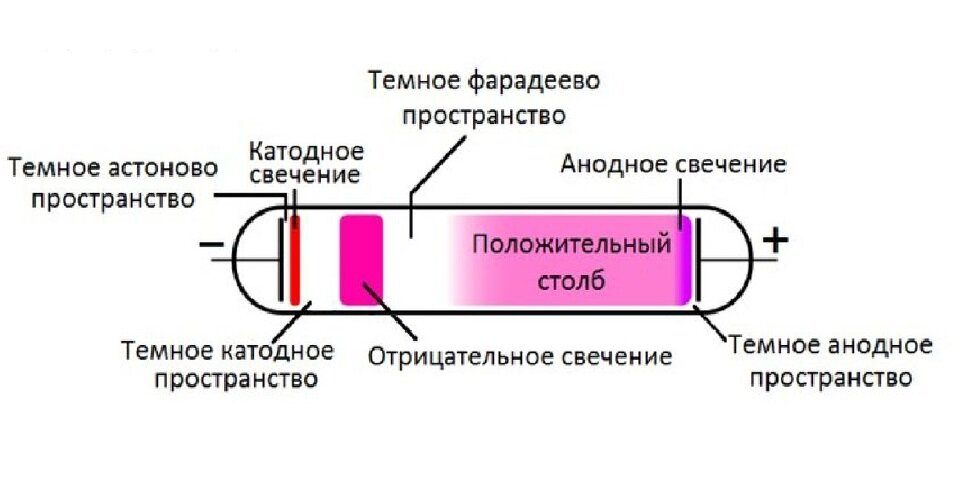 Темное фарадеево
пространство
Катодное
свечение
Анодное свечение
Темное астоново
пространство
–
+
Положительный
столб
Темное катодное
пространство
Отрицательное свечение
Темное анодное
пространство